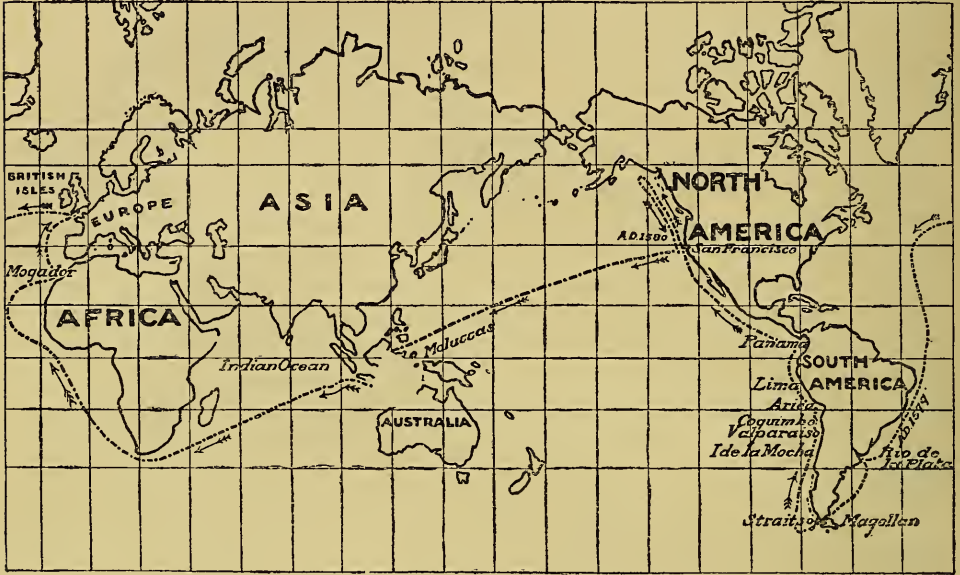 BRITISH
ISLES
EUROPE
ASIA
NORTH
AMERICA
A.D.1580
San Francisco
Mogador
AFRICA
Indian Ocean
Moluccas
Panama
SOUTH
AMERICA
Lima
Arica
Coquimbo
Valparaiso
I de la Mocha
A.D.1579
Rio de
la Plata
AUSTRALIA
Straits of Magellan